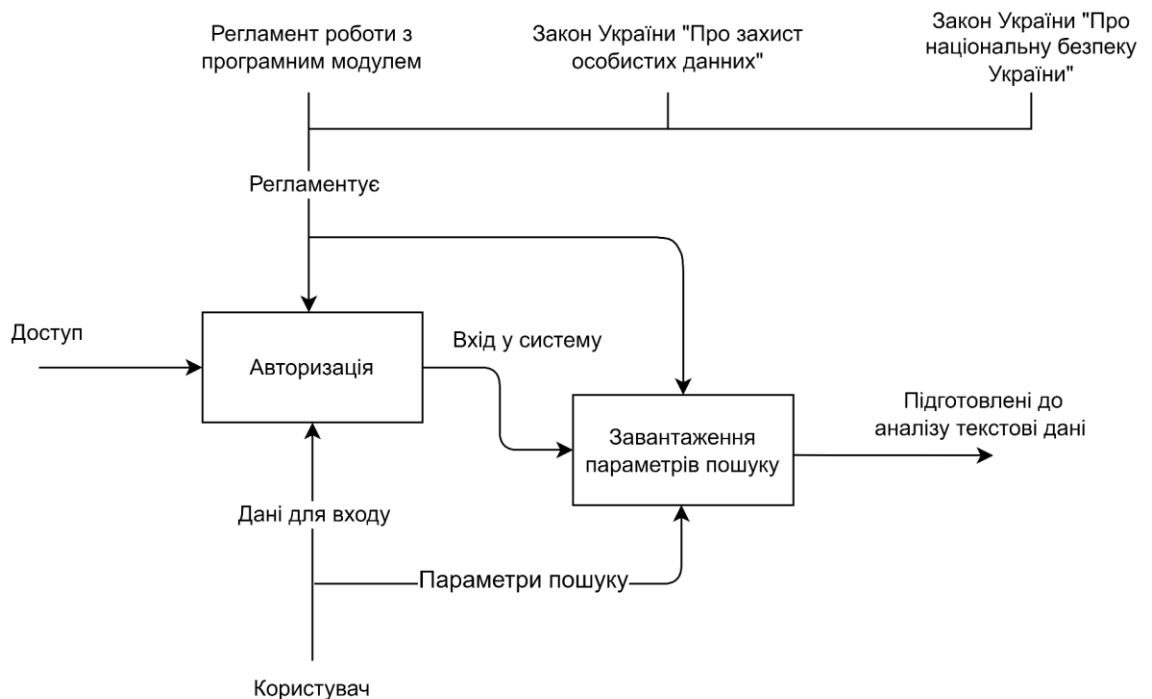 Регламент роботи з
програмним модулем
Закон України "Про захист
особистих данних"
Закон України "Про
національну безпеку
України"
Регламентує
Доступ
Авторизація
Вхід у систему
Завантаження
параметрів пошуку
Підготовлені до
аналізу текстові дані
Дані для входу
Параметри пошуку
Користувач